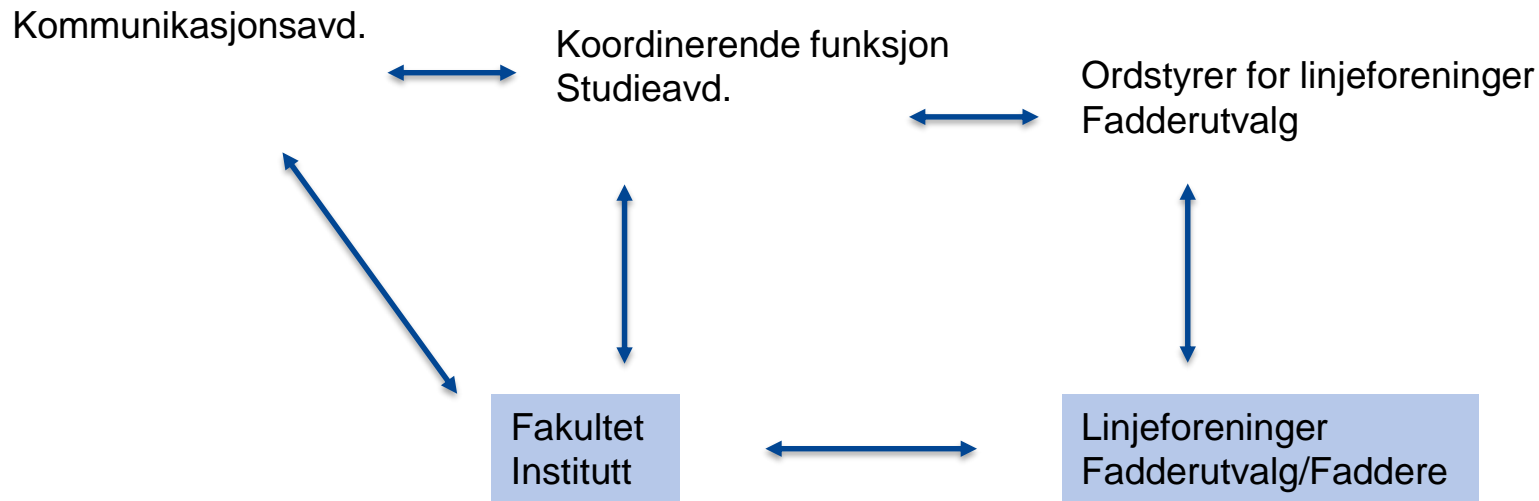 Kommunikasjonsavd.
Koordinerende funksjon
Studieavd.
Ordstyrer for linjeforeninger
Fadderutvalg
Fakultet
Institutt
Linjeforeninger
Fadderutvalg/Faddere